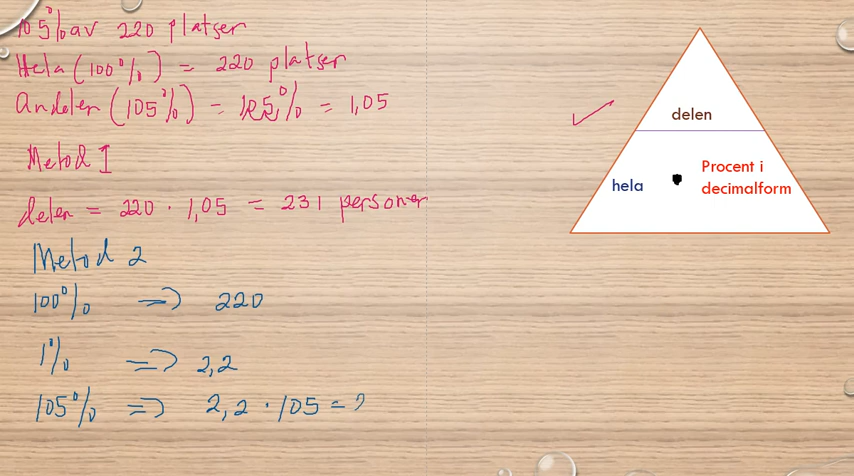 105% av 220 platser
Hela (100%) = 220 platser
Andelen (105%) = 105% = 1,05
Metod I
delen = 220 · 1,05 = 231 personer
Metod 2
100% => 220
1% => 2,2
105% => 2,2 · 105 = 2
delen
hela
Procent i
decimalform